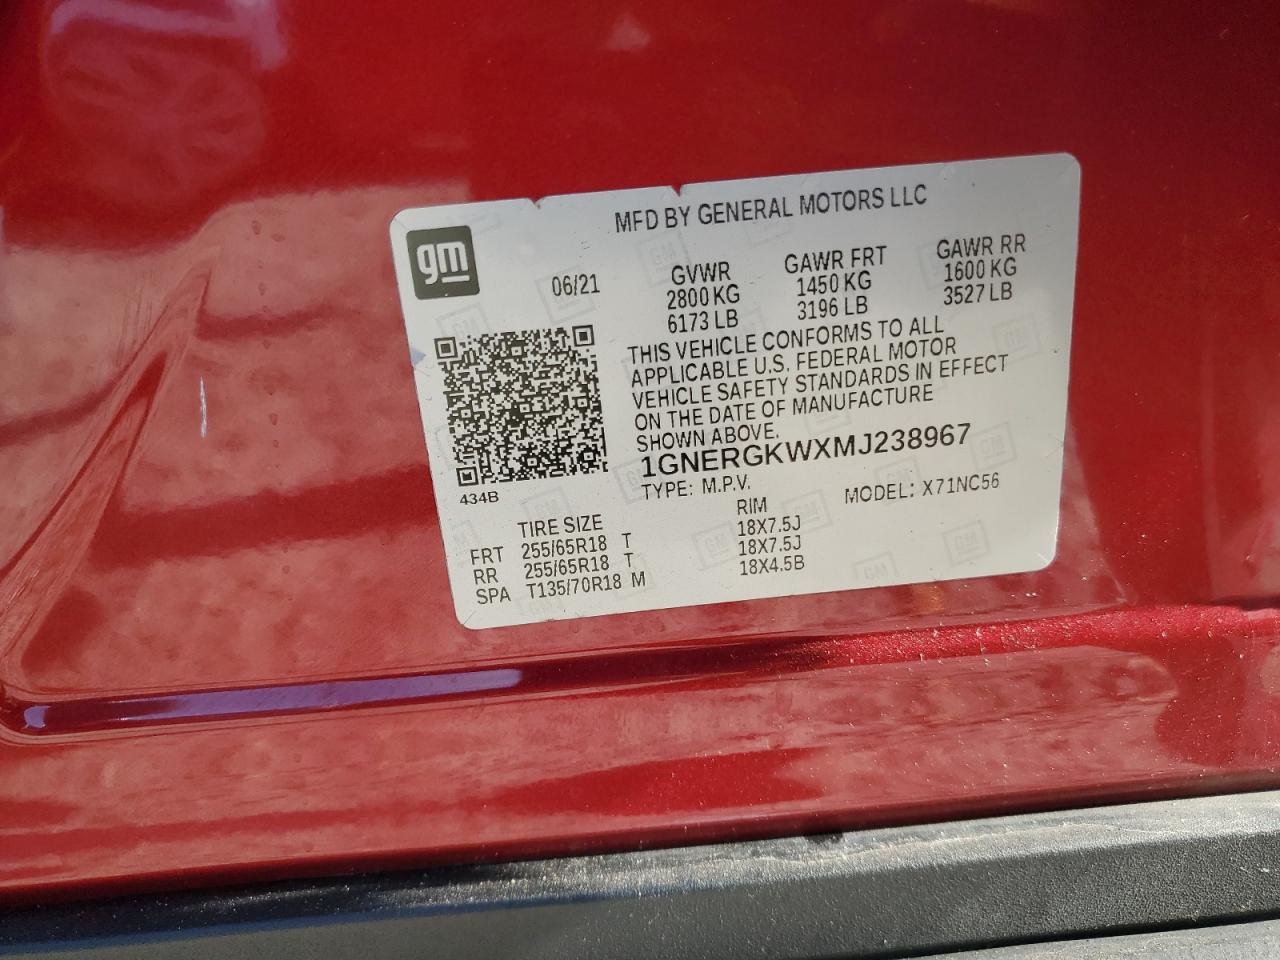 MFD BY GENERAL MOTORS LLC
gm
06/21
GVWR GAWR FRT GAWR RR
2800 KG 1450 KG 1600 KG
6173 LB 3196 LB 3527 LB
THIS VEHICLE CONFORMS TO ALL
APPLICABLE U.S. FEDERAL MOTOR
VEHICLE SAFETY STANDARDS IN EFFECT
ON THE DATE OF MANUFACTURE
SHOWN ABOVE.
1GNERGKWXMJ238967
434B
TYPE: M.P.V. MODEL: X71NC56
TIRE SIZE RIM
FRT 255/65R18 T 18X7.5J
RR 255/65R18 T 18X7.5J
SPA T135/70R18 M 18X4.5B